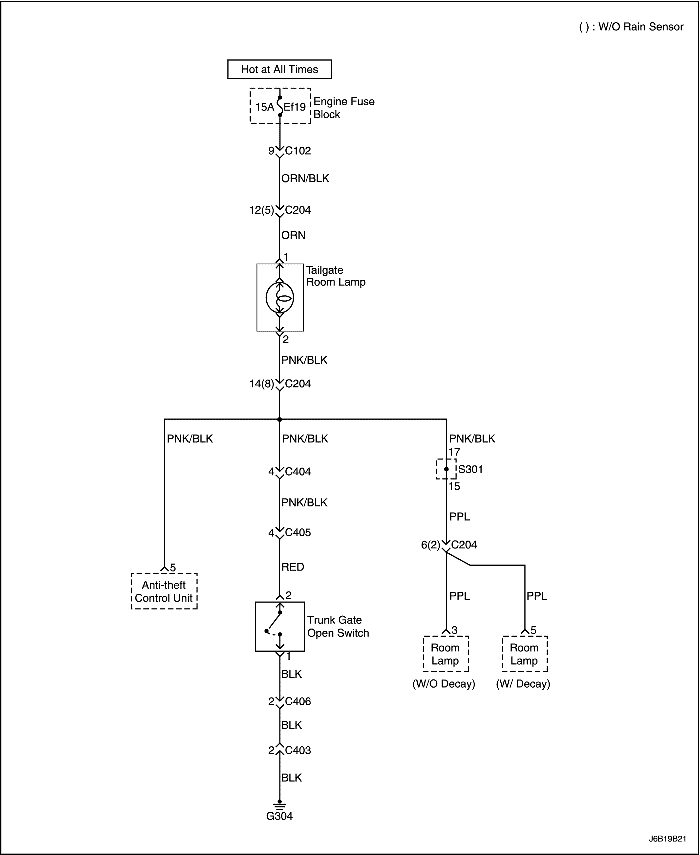 ( ) : W/O Rain Sensor
Hot at All Times
15A Ef19
Engine Fuse
Block
9 C102
ORN/BLK
12(5) C204
ORN
1
Tailgate
Room Lamp
2
PNK/BLK
14(8) C204
PNK/BLK PNK/BLK PNK/BLK
17
4 C404 S301
15
PNK/BLK
PPL
4 C405
6(2) C204
RED
5
Anti-theft
Control Unit
2
PPL PPL
Trunk Gate
Open Switch
3 5
Room
Lamp
Room
Lamp
1
BLK
(W/O Decay) (W/ Decay)
2 C406
BLK
2 C403
BLK
G304
J6B19B21